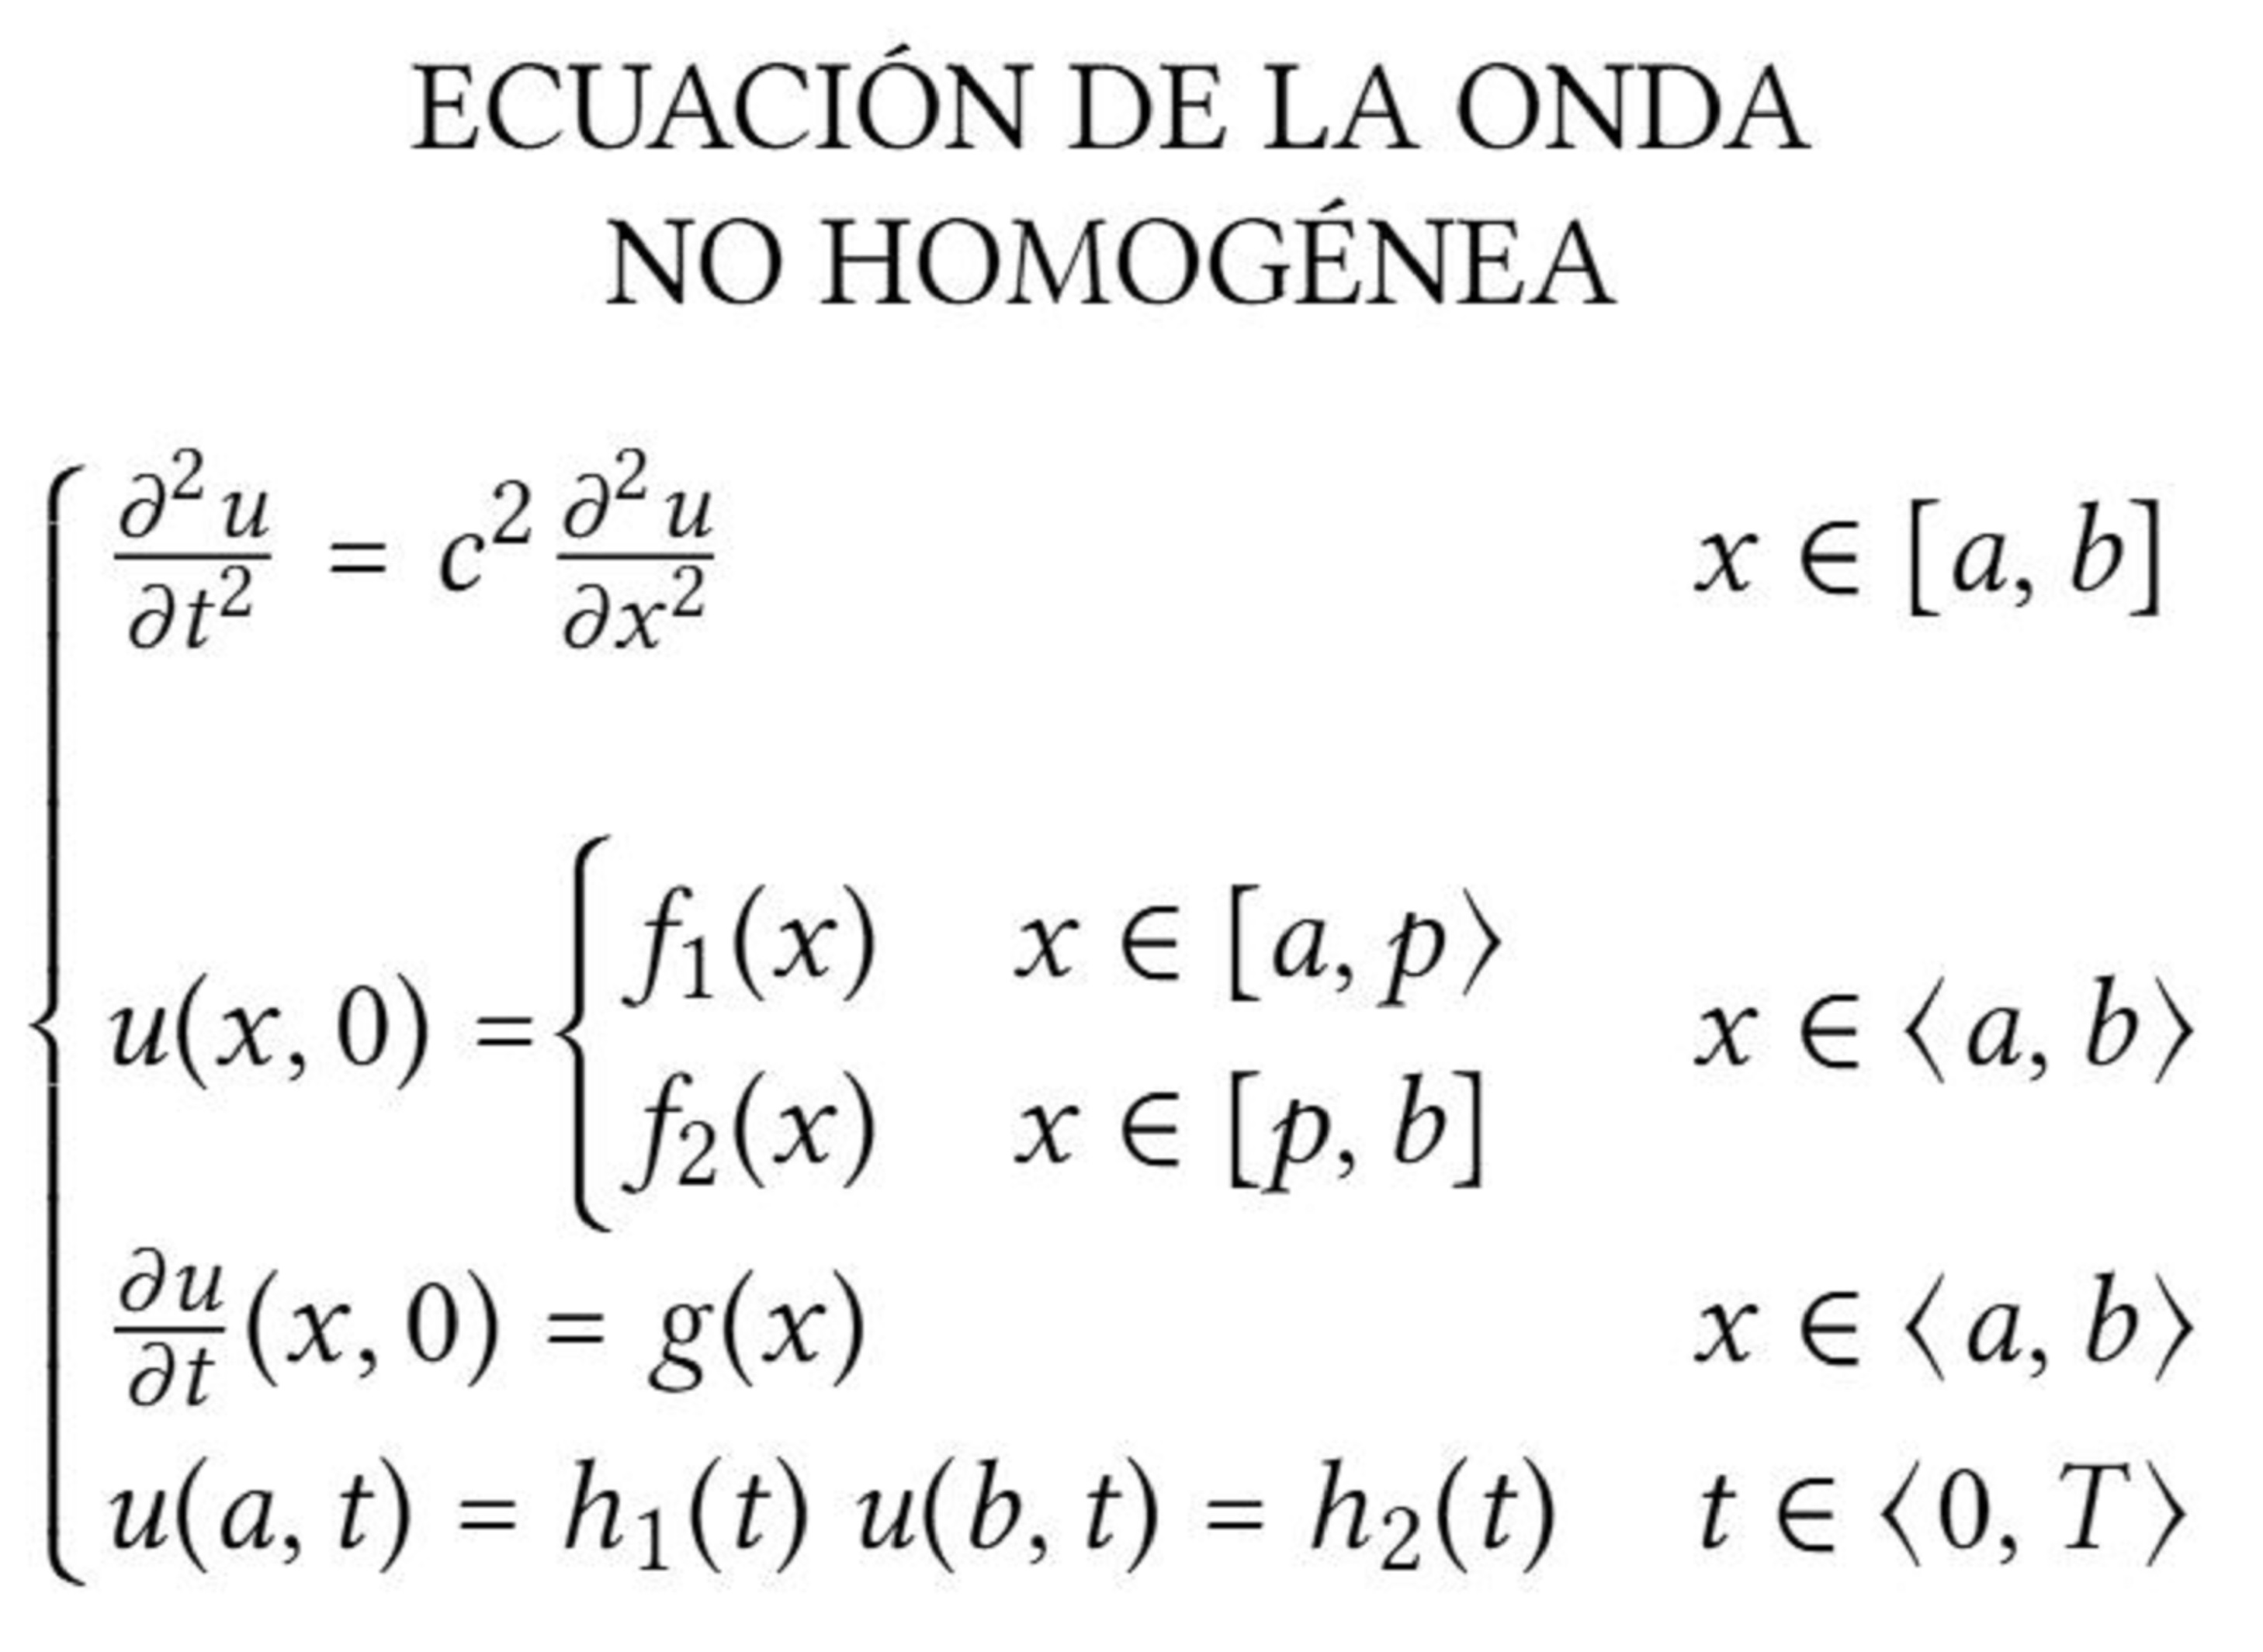 ECUACIÓN DE LA ONDA
NO HOMOGÉNEA
∂²u/∂t² = c² ∂²u/∂x² x ∈ [a, b]
u(x, 0) = { f₁(x) x ∈ [a, p⟩
f₂(x) x ∈ [p, b] x ∈ ⟨a, b⟩
∂u/∂t (x, 0) = g(x) x ∈ ⟨a, b⟩
u(a, t) = h₁(t) u(b, t) = h₂(t) t ∈ ⟨0, T⟩